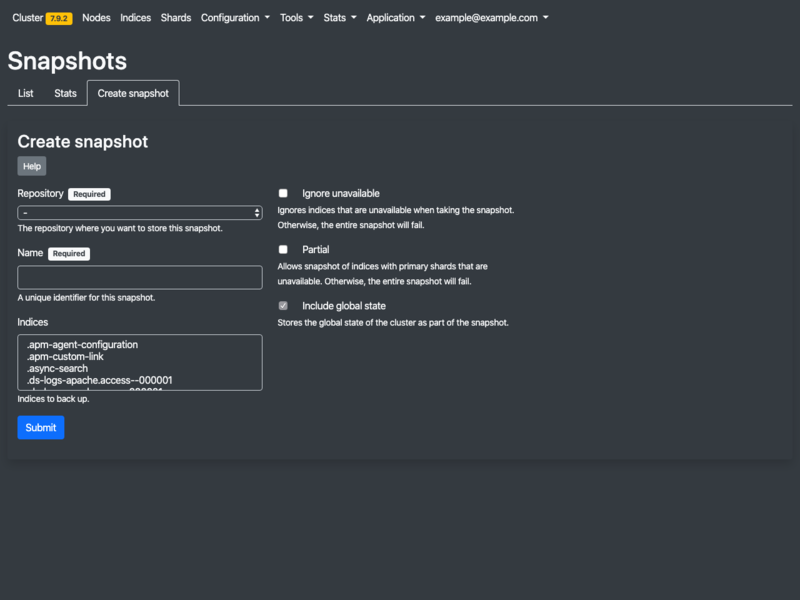 Cluster 7.9.2 Nodes Indices Shards Configuration Tools Stats Application example@example.com
Snapshots
List Stats Create snapshot
Create snapshot
Help
Repository Required
-
The repository where you want to store this snapshot.
Name Required
A unique identifier for this snapshot.
Indices
.apm-agent-configuration
.apm-custom-link
.async-search
.ds-logs-apache.access--000001
Indices to back up.
Submit
Ignore unavailable
Ignores indices that are unavailable when taking the snapshot.
Otherwise, the entire snapshot will fail.
Partial
Allows snapshot of indices with primary shards that are
unavailable. Otherwise, the entire snapshot will fail.
Include global state
Stores the global state of the cluster as part of the snapshot.